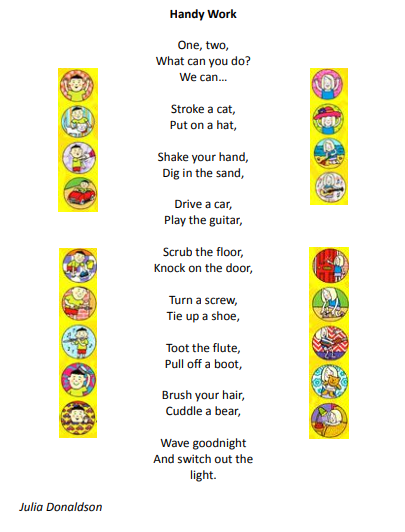 Handy Work
One, two,
What can you do?
We can…
Stroke a cat,
Put on a hat,
Shake your hand,
Dig in the sand,
Drive a car,
Play the guitar,
Scrub the floor,
Knock on the door,
Turn a screw,
Tie up a shoe,
Toot the flute,
Pull off a boot,
Brush your hair,
Cuddle a bear,
Wave goodnight
And switch out the
light.
Julia Donaldson